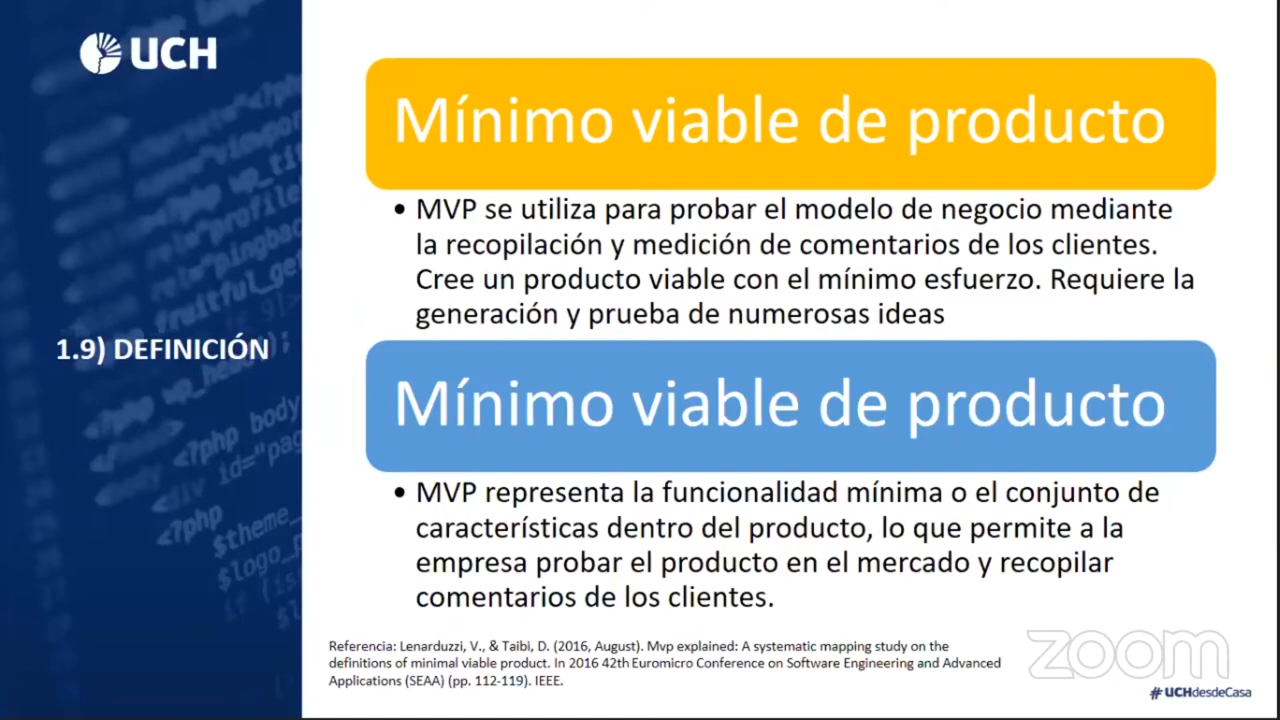 UCH
1.9) DEFINICIÓN
Mínimo viable de producto
• MVP se utiliza para probar el modelo de negocio mediante
la recopilación y medición de comentarios de los clientes.
Cree un producto viable con el mínimo esfuerzo. Requiere la
generación y prueba de numerosas ideas
Mínimo viable de producto
• MVP representa la funcionalidad mínima o el conjunto de
características dentro del producto, lo que permite a la
empresa probar el producto en el mercado y recopilar
comentarios de los clientes.
Referencia: Lenarduzzi, V., & Taibi, D. (2016, August). Mvp explained: A systematic mapping study on the
definitions of minimal viable product. In 2016 42th Euromicro Conference on Software Engineering and Advanced
Applications (SEAA) (pp. 112-119). IEEE.
zoom
#UCHdesdeCasa